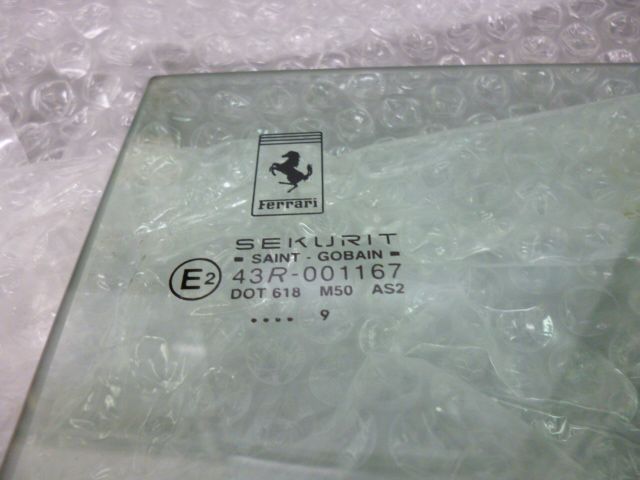 Ferrari
SEKURIT
SAINT - GOBAIN
E2 43R-001167
DOT 618 M50 AS2
.... 9